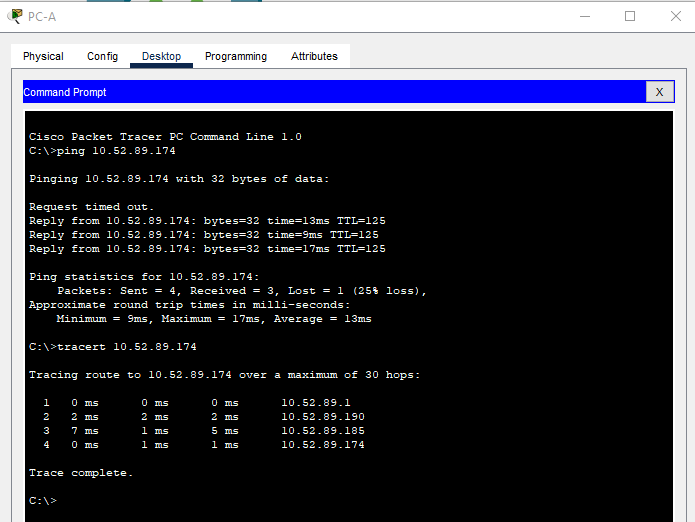 PC-A
Physical Config Desktop Programming Attributes
Command Prompt X
Cisco Packet Tracer PC Command Line 1.0
C:\>ping 10.52.89.174
Pinging 10.52.89.174 with 32 bytes of data:
Request timed out.
Reply from 10.52.89.174: bytes=32 time=13ms TTL=125
Reply from 10.52.89.174: bytes=32 time=9ms TTL=125
Reply from 10.52.89.174: bytes=32 time=17ms TTL=125
Ping statistics for 10.52.89.174:
Packets: Sent = 4, Received = 3, Lost = 1 (25% loss),
Approximate round trip times in milli-seconds:
Minimum = 9ms, Maximum = 17ms, Average = 13ms
C:\>tracert 10.52.89.174
Tracing route to 10.52.89.174 over a maximum of 30 hops:
1 0 ms 0 ms 0 ms 10.52.89.1
2 2 ms 2 ms 2 ms 10.52.89.190
3 7 ms 1 ms 5 ms 10.52.89.185
4 0 ms 1 ms 1 ms 10.52.89.174
Trace complete.
C:\>